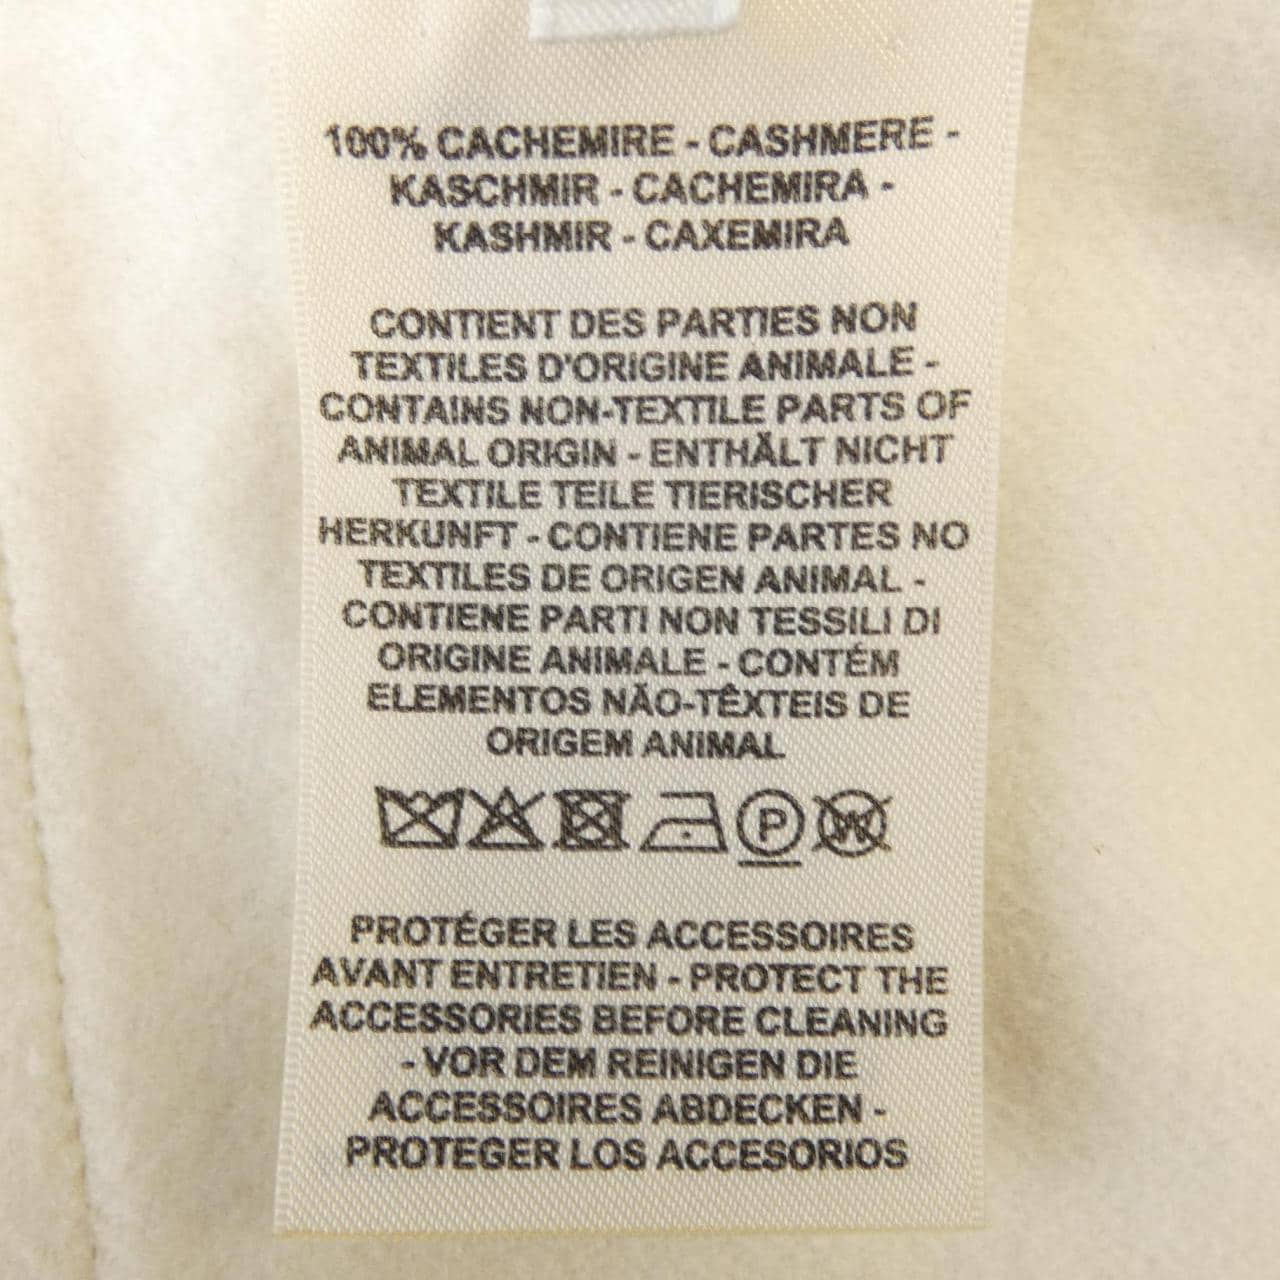 100% CACHEMIRE - CASHMERE -
KASCHMIR - CACHEMIRA -
KASHMIR - CAXEMIRA
CONTIENT DES PARTIES NON
TEXTILES D'ORIGINE ANIMALE -
CONTAINS NON-TEXTILE PARTS OF
ANIMAL ORIGIN - ENTHÄLT NICHT
TEXTILE TEILE TIERISCHER
HERKUNFT - CONTIENE PARTES NO
TEXTILES DE ORIGEN ANIMAL -
CONTIENE PARTI NON TESSILI DI
ORIGINE ANIMALE - CONTÉM
ELEMENTOS NÃO-TÊXTEIS DE
ORIGEM ANIMAL
P W
PROTÉGER LES ACCESSOIRES
AVANT ENTRETIEN - PROTECT THE
ACCESSORIES BEFORE CLEANING
- VOR DEM REINIGEN DIE
ACCESSOIRES ABDECKEN -
PROTEGER LOS ACCESORIOS